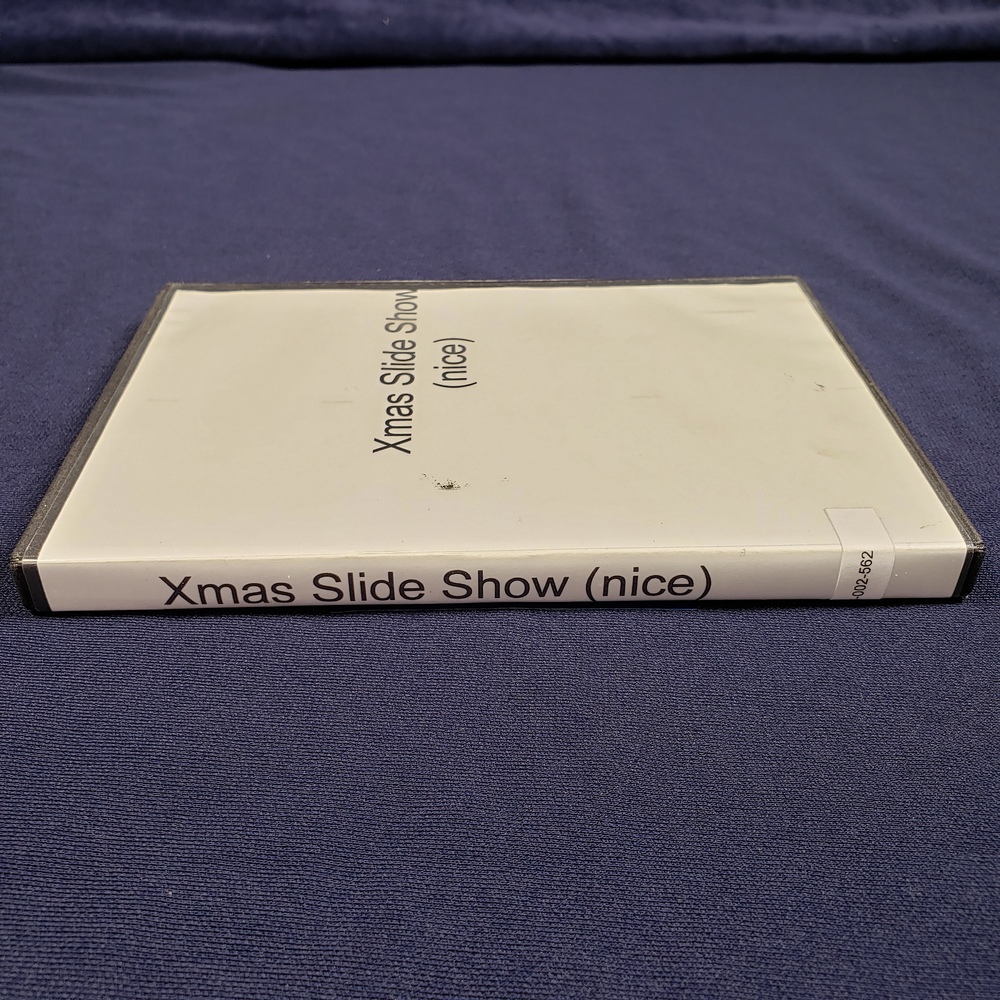 Xmas Slide Show
(nice)
Xmas Slide Show (nice)
-002-562